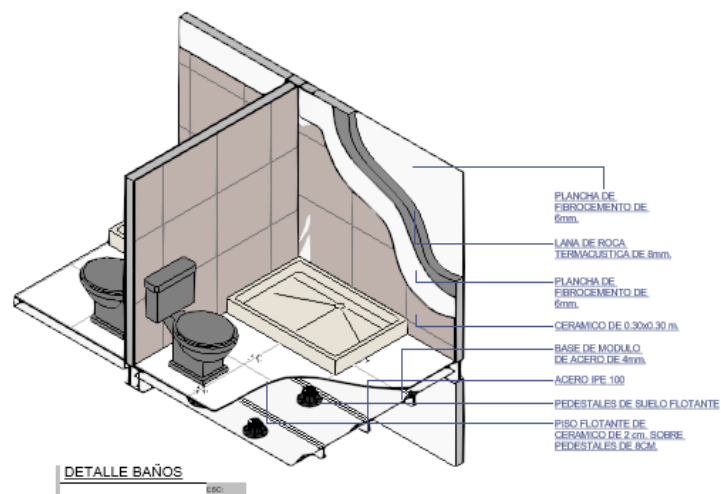 PLANCHA DE
FIBROCEMENTO DE
6mm.
LANA DE ROCA
TERMACUSTICA DE 8mm.
PLANCHA DE
FIBROCEMENTO DE
6mm.
CERAMICO DE 0.30x0.30 m.
BASE DE MODULO
DE ACERO DE 4mm.
ACERO IPE 100
PEDESTALES DE SUELO FLOTANTE
PISO FLOTANTE DE
CERAMICO DE 2 cm. SOBRE
PEDESTALES DE 8CM.
DETALLE BAÑOS
ESC: